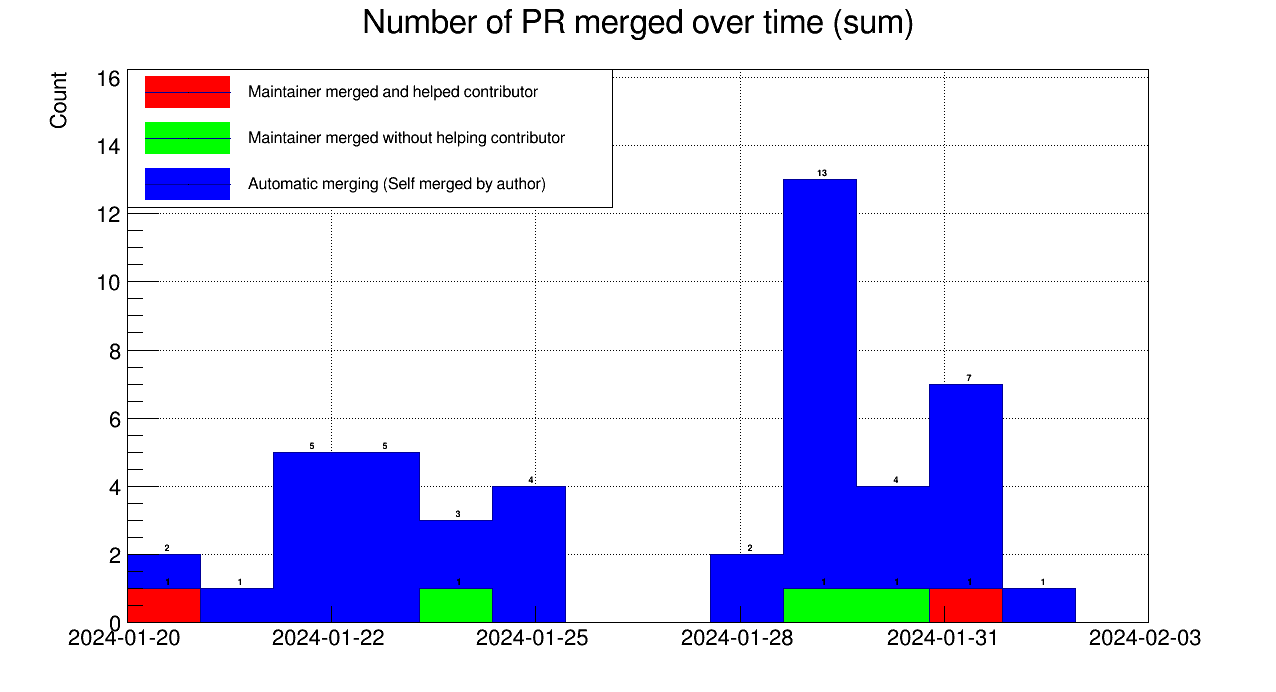 Number of PR merged over time (sum)
Count
16
14
12
10
8
6
4
2
0
Maintainer merged and helped contributor
Maintainer merged without helping contributor
Automatic merging (Self merged by author)
13
7
5 5
4 4
3
2 2
1 1 1 1 1 1 1
2024-01-20 2024-01-22 2024-01-25 2024-01-28 2024-01-31 2024-02-03